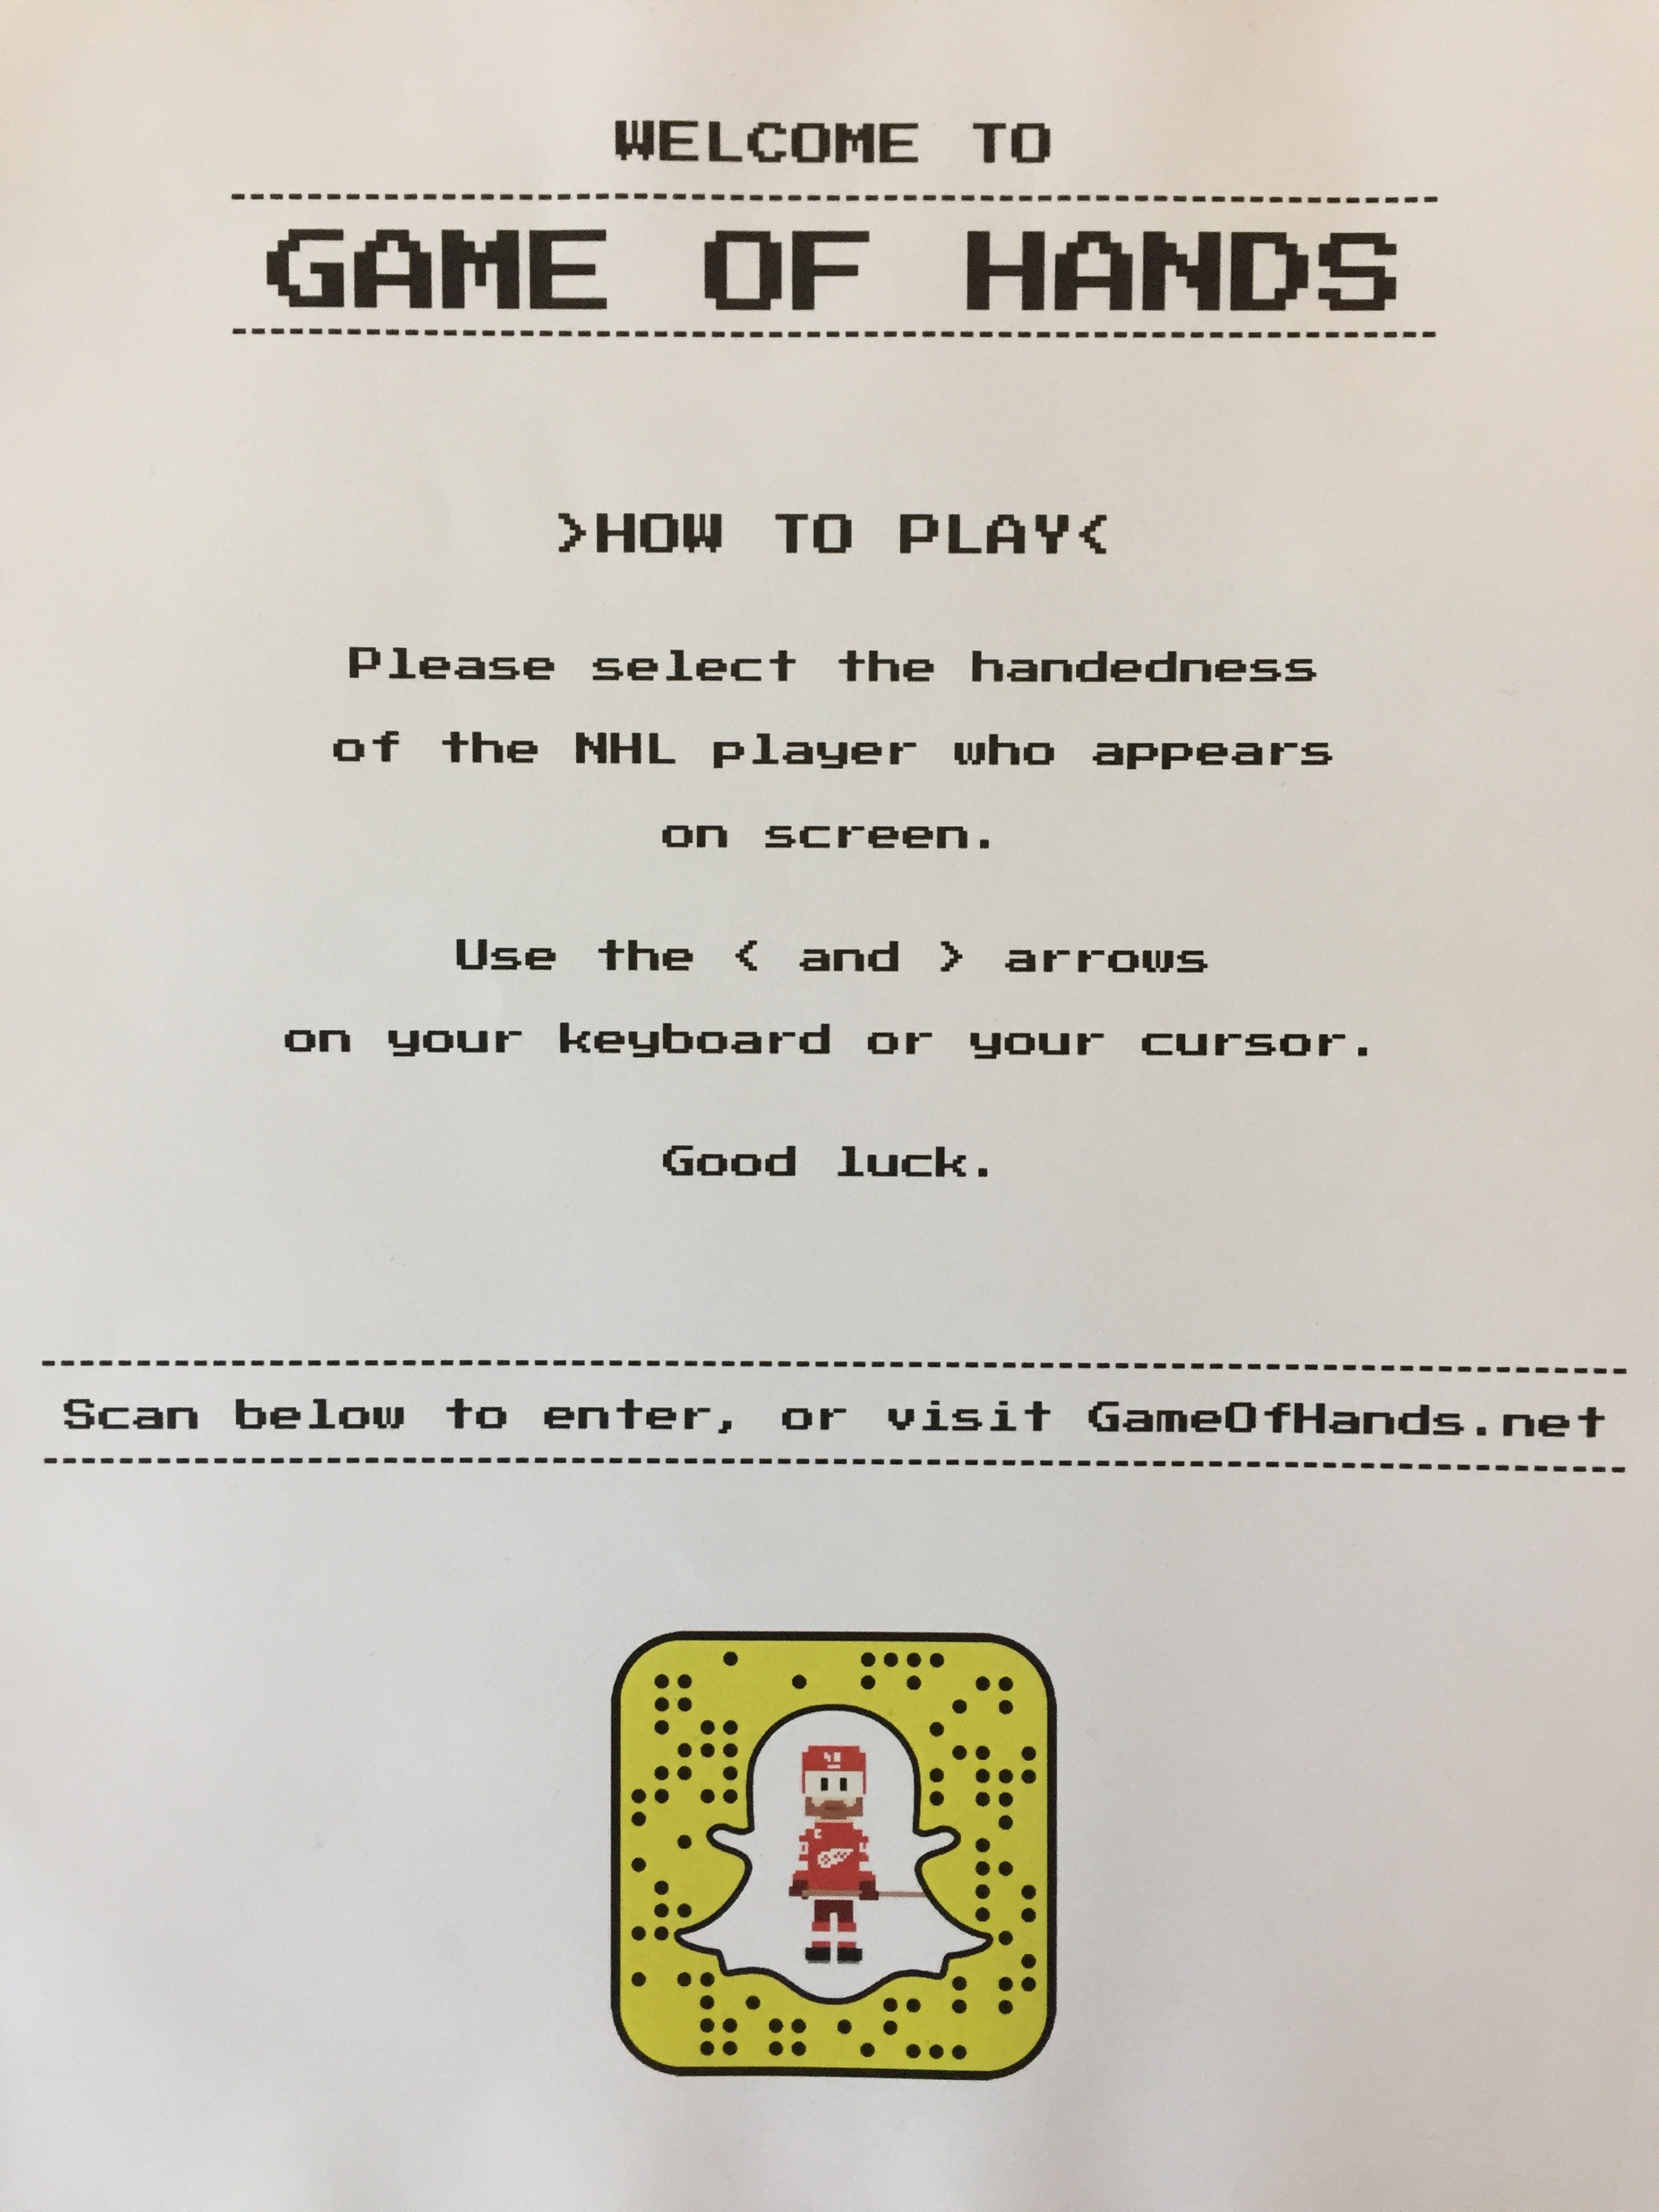 WELCOME TO
GAME OF HANDS
>HOW TO PLAY<
Please select the handedness
of the NHL player who appears
on screen.
Use the < and > arrows
on your keyboard or your cursor.
Good luck.
Scan below to enter, or visit GameOfHands.net